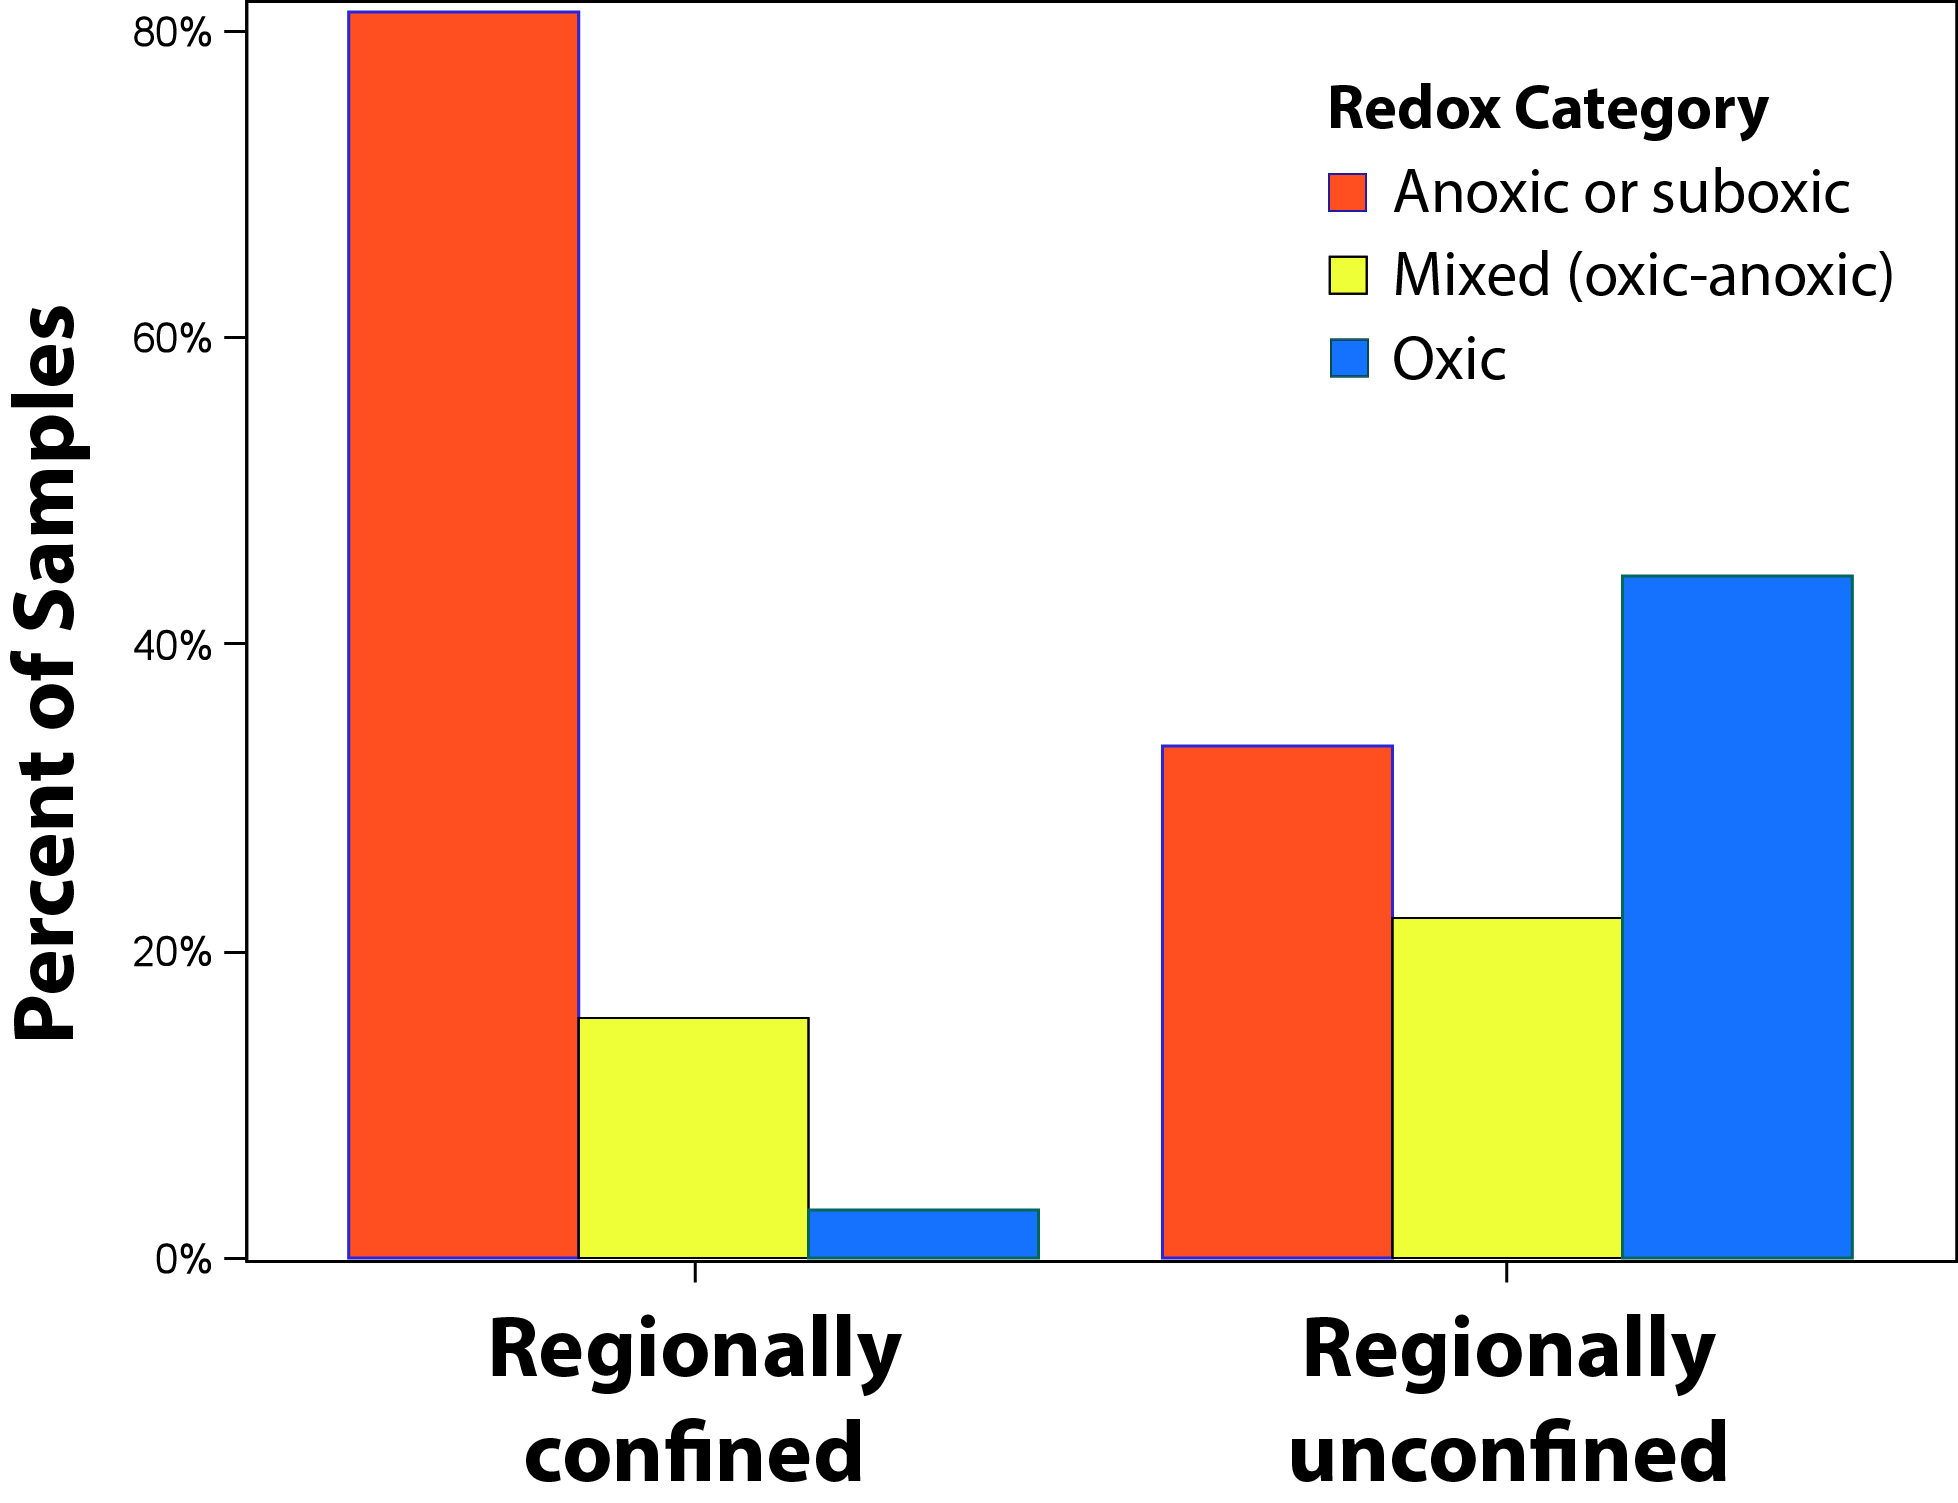 Percent of Samples
80%
60%
40%
20%
0%
Redox Category
Anoxic or suboxic
Mixed (oxic-anoxic)
Oxic
Regionally
confined
Regionally
unconfined